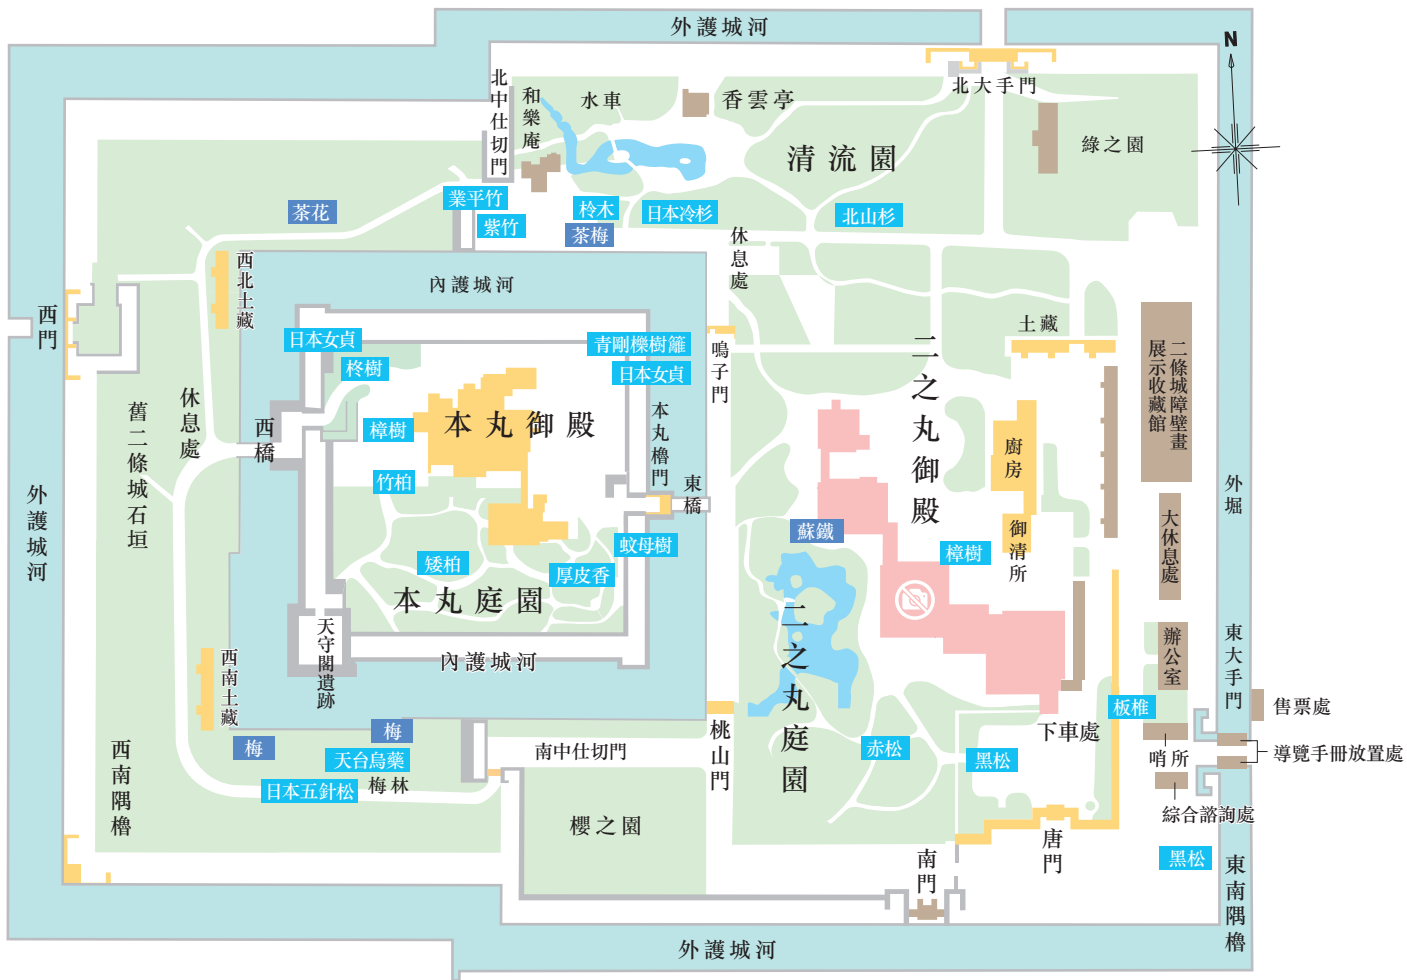 外護城河
N
北大手門
北中仕切門
和樂庵
水車
香雲亭
清流園
綠之園
業平竹
紫竹
柃木
茶梅
日本冷杉
北山杉
茶花
休息處
西北土藏
內護城河
西門
日本女貞
青剛櫟樹籬
日本女貞
柊樹
鳴子門
土藏
二之丸御殿
二條城障壁畫
展示收藏館
舊二條城石垣
休息處
西橋
樟樹
本丸御殿
本丸櫓門
東橋
竹柏
廚房
外護城河
外堀
大休息處
蘇鐵
御清所
樟樹
蚊母樹
矮柏
厚皮香
本丸庭園
二之丸庭園
天守閣遺跡
內護城河
西南土藏
辦公室
東大手門
板椎
售票處
梅
梅
天台烏藥
日本五針松
梅林
南中仕切門
桃山門
赤松
黑松
下車處
哨所
導覽手冊放置處
綜合諮詢處
西南隅櫓
櫻之園
唐門
南門
黑松
東南隅櫓
外護城河